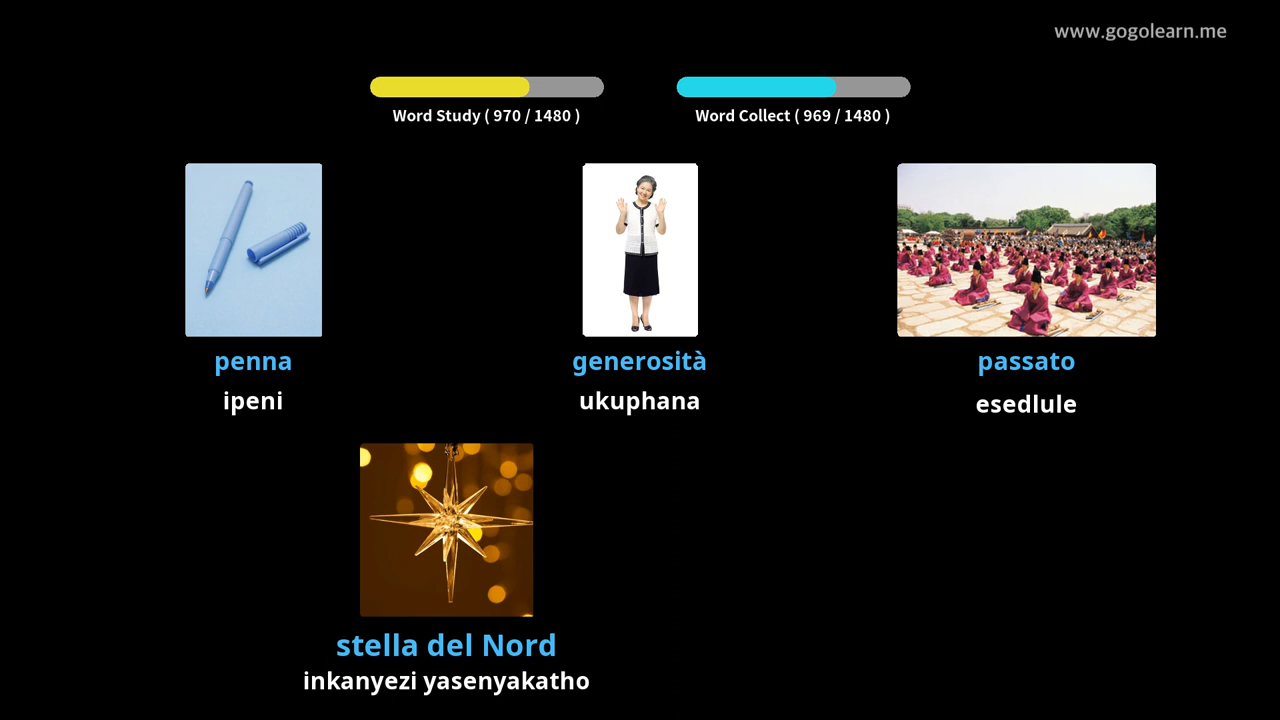 www.gogolearn.me
Word Study ( 970 / 1480 )
Word Collect ( 969 / 1480 )
penna
ipeni
generosità
ukuphana
passato
esedlule
stella del Nord
inkanyezi yasenyakatho